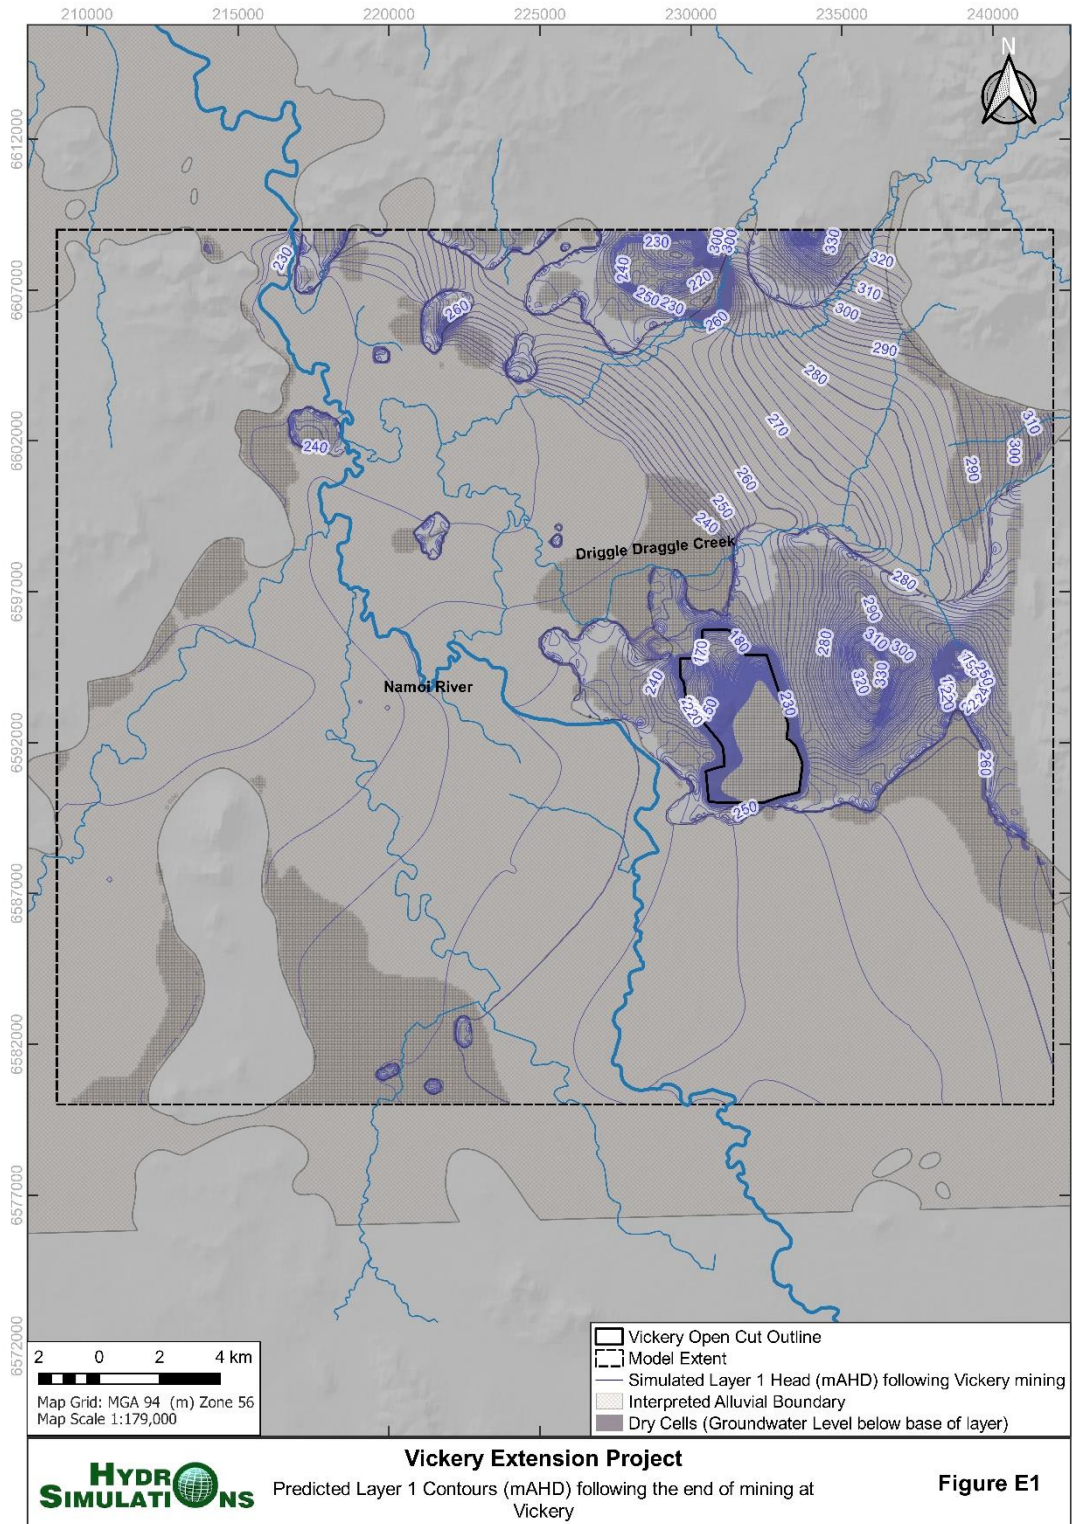 210000 215000 220000 225000 230000 235000 240000
N
6612000
6607000
6602000
6597000
6592000
6587000
6582000
6577000
6572000
230
230
300
300
330
320
240
220
250
230
310
260
260
300
290
280
310
240
270
300
290
260
250
240
Driggle Draggle Creek
280
290
180
170
280
310
300
330
320
250
240
230
220
Namoi River
260
250
Vickery Open Cut Outline
Model Extent
Simulated Layer 1 Head (mAHD) following Vickery mining
Interpreted Alluvial Boundary
Dry Cells (Groundwater Level below base of layer)
2 0 2 4 km
Map Grid: MGA 94 (m) Zone 56
Map Scale 1:179,000
HYDRO
SIMULATIONS
Vickery Extension Project
Predicted Layer 1 Contours (mAHD) following the end of mining at
Vickery
Figure E1